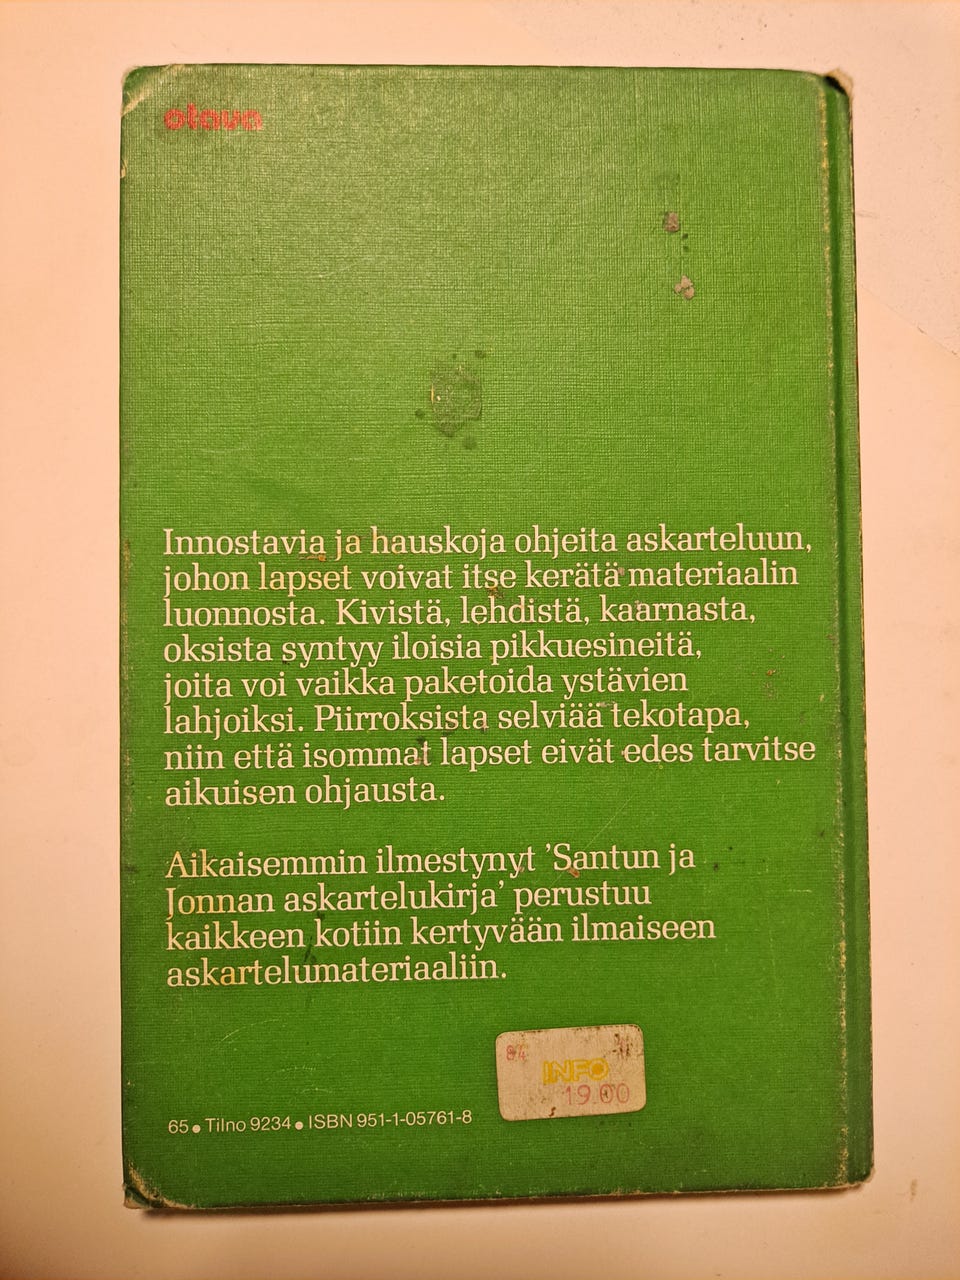 otava
Innostavia ja hauskoja ohjeita askarteluun,
johon lapset voivat itse kerätä materiaalin
luonnosta. Kivistä, lehdistä, kaarnasta,
oksista syntyy iloisia pikkuesineitä,
joita voi vaikka paketoida ystävien
lahjoiksi. Piirroksista selviää tekotapa,
niin että isommat lapset eivät edes tarvitse
aikuisen ohjausta.
Aikaisemmin ilmestynyt ’Santun ja
Jonnan askartelukirja’ perustuu
kaikkeen kotiin kertyvään ilmaiseen
askartelumateriaaliin.
84
INFO
19.00
65 • Tilno 9234 • ISBN 951-1-05761-8